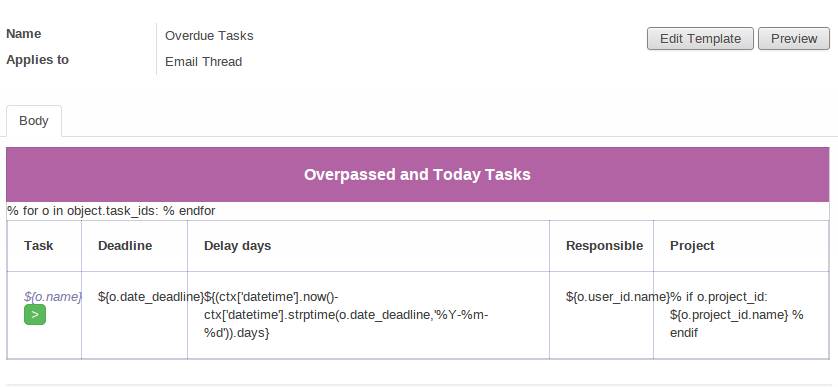 Name Overdue Tasks Edit Template Preview
Applies to Email Thread
Body
Overpassed and Today Tasks
% for o in object.task_ids: % endfor
Task Deadline Delay days Responsible Project
${o.name} ${o.date_deadline} ${(ctx['datetime'].now()- ${o.user_id.name} % if o.project_id:
> ctx['datetime'].strptime(o.date_deadline,'%Y-%m- ${o.project_id.name} %
%d')).days} endif